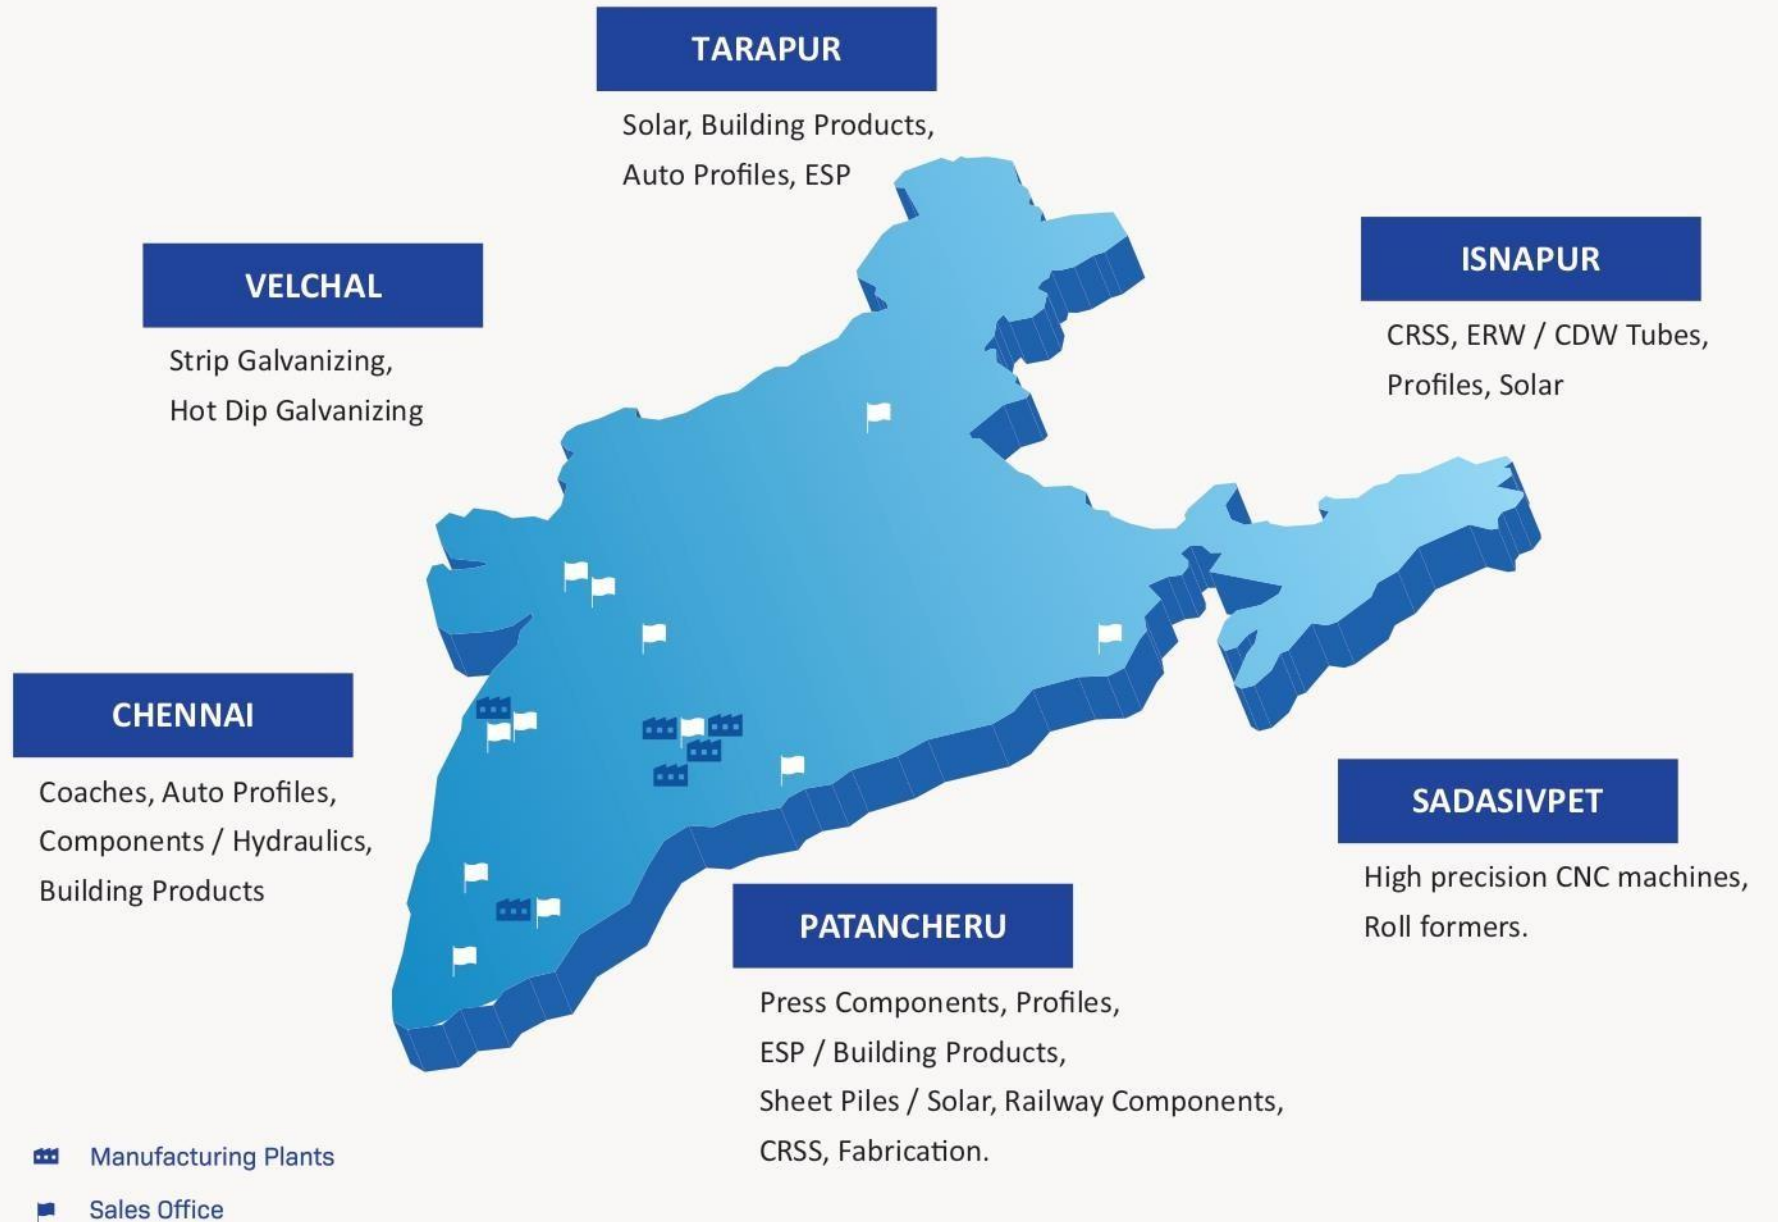 TARAPUR
Solar, Building Products,
Auto Profiles, ESP
VELCHAL
Strip Galvanizing,
Hot Dip Galvanizing
ISNAPUR
CRSS, ERW / CDW Tubes,
Profiles, Solar
CHENNAI
Coaches, Auto Profiles,
Components / Hydraulics,
Building Products
SADASIVPET
High precision CNC machines,
Roll formers.
PATANCHERU
Press Components, Profiles,
ESP / Building Products,
Sheet Piles / Solar, Railway Components,
CRSS, Fabrication.
Manufacturing Plants
Sales Office